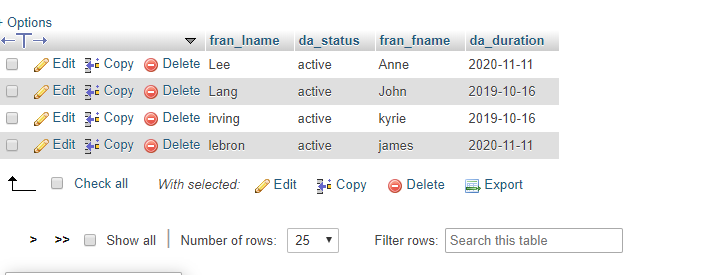 + Options
←T→ fran_lname da_status fran_fname da_duration
Edit Copy Delete Lee active Anne 2020-11-11
Edit Copy Delete Lang active John 2019-10-16
Edit Copy Delete irving active kyrie 2019-10-16
Edit Copy Delete lebron active james 2020-11-11
Check all With selected: Edit Copy Delete Export
> >> Show all Number of rows: 25 Filter rows: Search this table